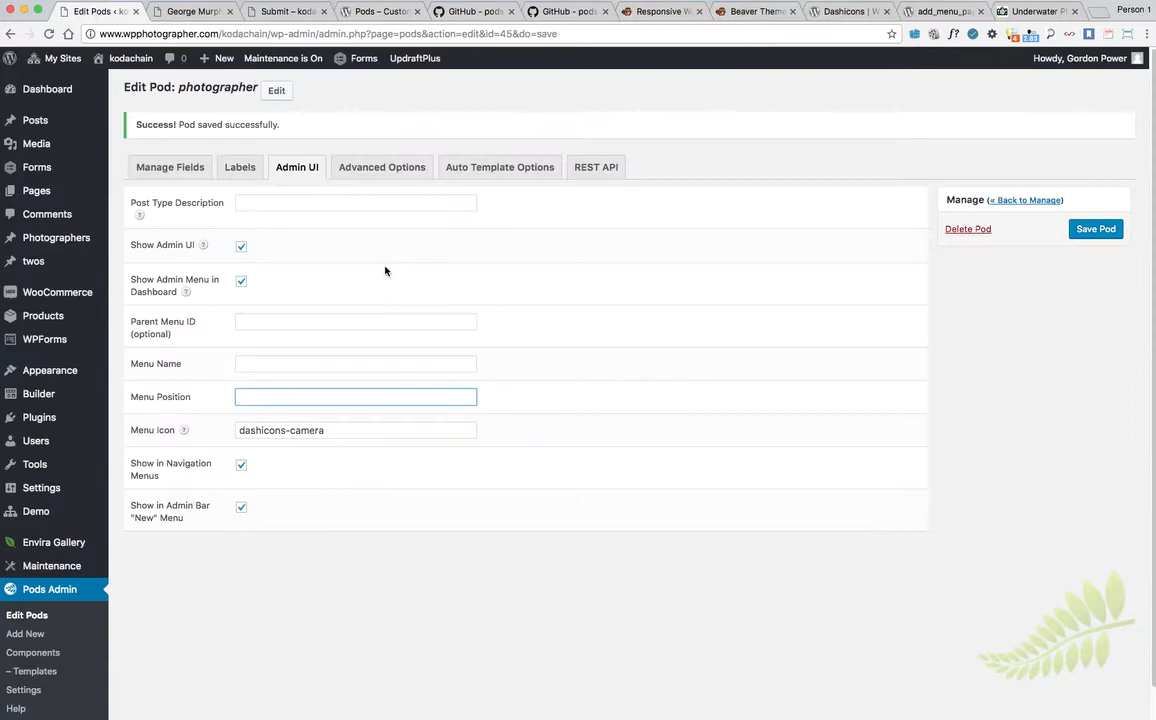 Edit Pods ‹ ko
George Murph
Submit – koda
Pods – Custom
GitHub - pods
GitHub - pods
Responsive W
Beaver Theme
Dashicons | W
add_menu_pa
Underwater P
Person 1
www.wpphotographer.com/kodachain/wp-admin/admin.php?page=pods&action=edit&id=45&do=save
f?
My Sites
kodachain
0
New
Maintenance is On
Forms
UpdraftPlus
Howdy, Gordon Power
Dashboard
Posts
Media
Forms
Pages
Comments
Photographers
twos
WooCommerce
Products
WPForms
Appearance
Builder
Plugins
Users
Tools
Settings
Demo
Envira Gallery
Maintenance
Pods Admin
Edit Pods
Add New
Components
– Templates
Settings
Help
Edit Pod: photographer
Edit
Success! Pod saved successfully.
Manage Fields
Labels
Admin UI
Advanced Options
Auto Template Options
REST API
Post Type Description
?
Show Admin UI ?
Show Admin Menu in
Dashboard ?
Parent Menu ID
(optional)
Menu Name
Menu Position
Menu Icon ?
dashicons-camera
Show in Navigation
Menus
Show in Admin Bar
"New" Menu
Manage (« Back to Manage)
Delete Pod
Save Pod